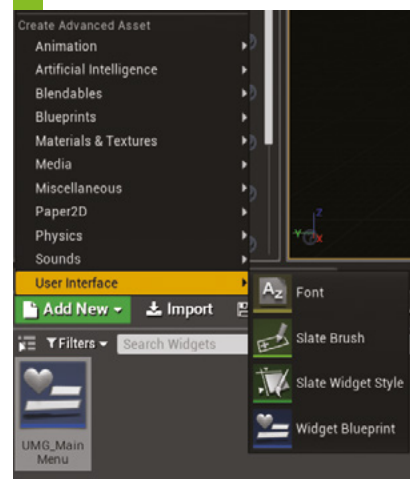 Create Advanced Asset
Animation
Artificial Intelligence
Blendables
Blueprints
Materials & Textures
Media
Miscellaneous
Paper2D
Physics
Sounds
User Interface
Font
Slate Brush
Slate Widget Style
Widget Blueprint
Add New
Import
Filters
Search Widgets
UMG_Main
Menu
Z
Y
X